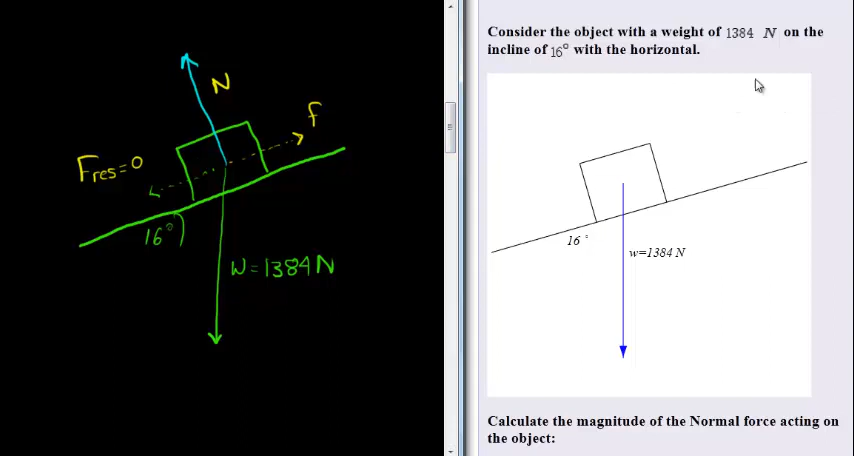 N
f
Fres=0
16°
W=1384 N
Consider the object with a weight of 1384 N on the
incline of 16° with the horizontal.
16 °
w=1384 N
Calculate the magnitude of the Normal force acting on
the object: